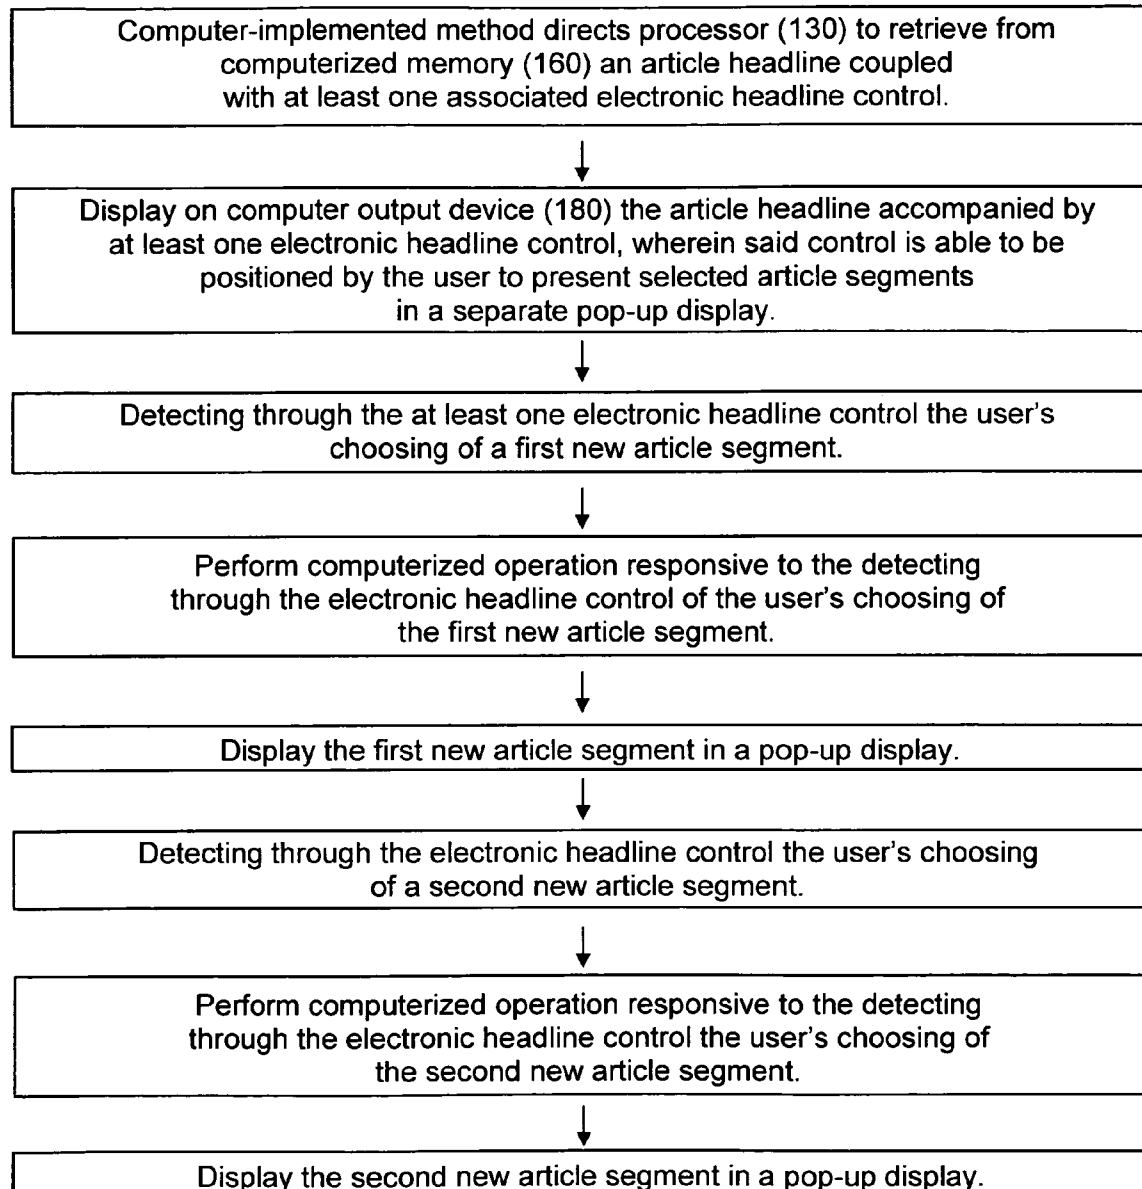 Computer-implemented method directs processor (130) to retrieve from
computerized memory (160) an article headline coupled
with at least one associated electronic headline control.
Display on computer output device (180) the article headline accompanied by
at least one electronic headline control, wherein said control is able to be
positioned by the user to present selected article segments
in a separate pop-up display.
Detecting through the at least one electronic headline control the user's
choosing of a first new article segment.
Perform computerized operation responsive to the detecting
through the electronic headline control of the user's choosing of
the first new article segment.
Display the first new article segment in a pop-up display.
Detecting through the electronic headline control the user's choosing
of a second new article segment.
Perform computerized operation responsive to the detecting
through the electronic headline control the user's choosing of
the second new article segment.
Display the second new article segment in a pop-up display.